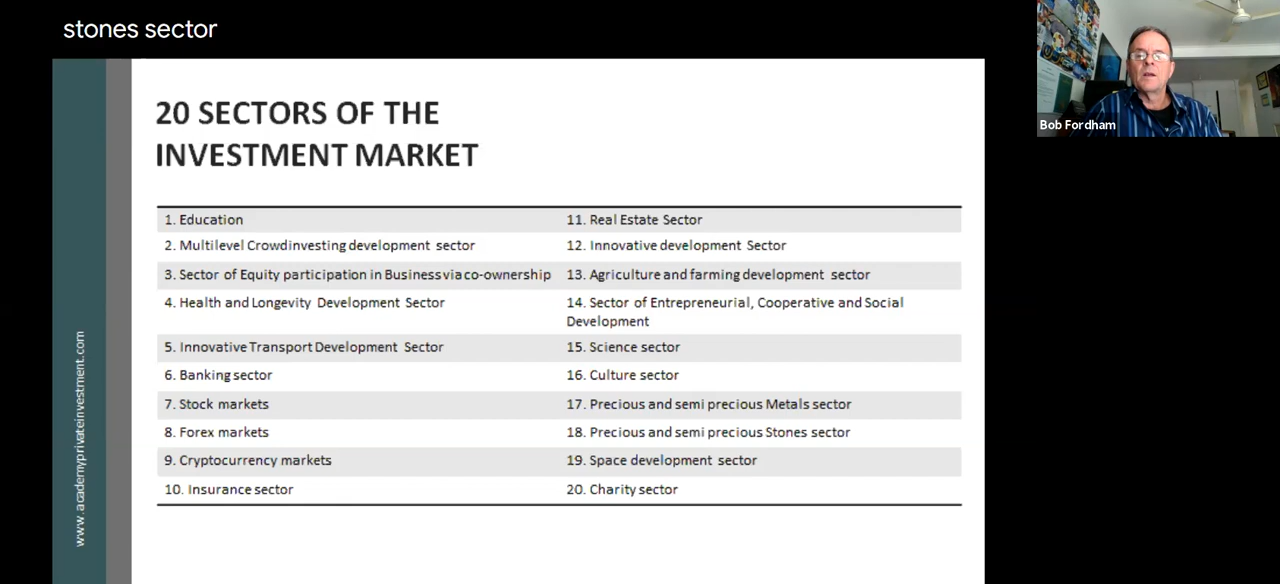 stones sector
20 SECTORS OF THE
INVESTMENT MARKET
1. Education
2. Multilevel Crowdinvesting development sector
3. Sector of Equity participation in Business via co-ownership
4. Health and Longevity Development Sector
5. Innovative Transport Development Sector
6. Banking sector
7. Stock markets
8. Forex markets
9. Cryptocurrency markets
10. Insurance sector
11. Real Estate Sector
12. Innovative development Sector
13. Agriculture and farming development sector
14. Sector of Entrepreneurial, Cooperative and Social
Development
15. Science sector
16. Culture sector
17. Precious and semi precious Metals sector
18. Precious and semi precious Stones sector
19. Space development sector
20. Charity sector
www.academyprivateinvestment.com
Bob Fordham